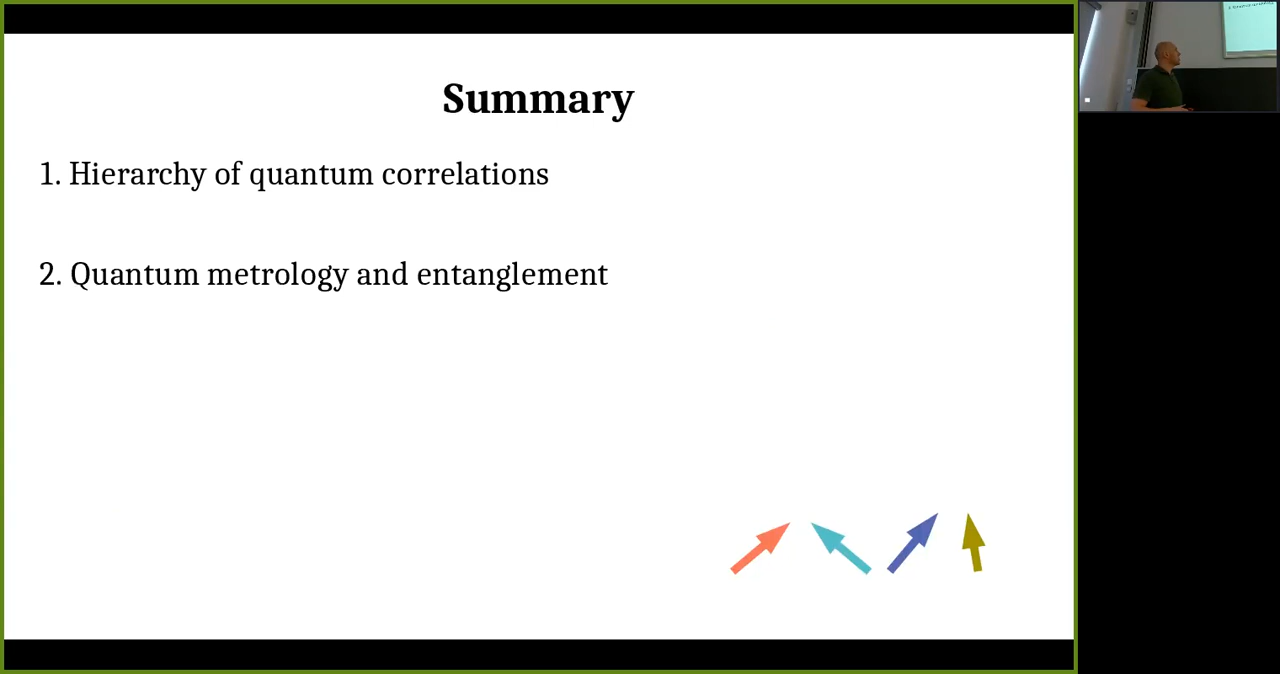 Summary
1. Hierarchy of quantum correlations
2. Quantum metrology and entanglement